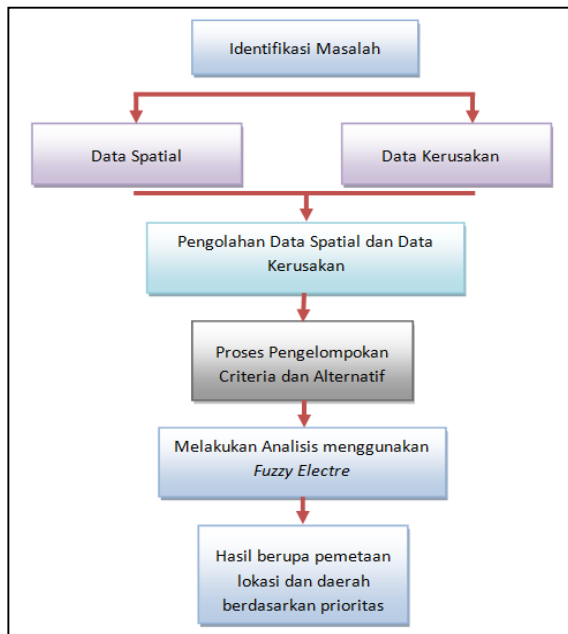 Identifikasi Masalah
Data Spatial
Data Kerusakan
Pengolahan Data Spatial dan Data
Kerusakan
Proses Pengelompokan
Criteria dan Alternatif
Melakukan Analisis menggunakan
Fuzzy Electre
Hasil berupa pemetaan
lokasi dan daerah
berdasarkan prioritas